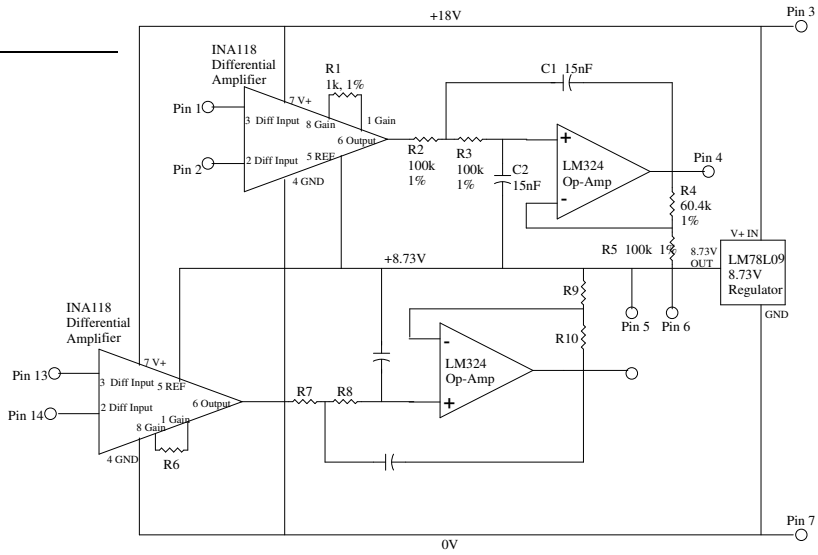 +18V
Pin 3
INA118
Differential
Amplifier
R1
1k, 1%
C1 15nF
7 V+
Pin 1
3 Diff Input
8 Gain
1 Gain
6 Output
Pin 2
2 Diff Input
5 REF
4 GND
R2
100k
1%
R3
100k
1%
C2
15nF
+
-
LM324
Op-Amp
Pin 4
R4
60.4k
1%
R5 100k 1%
V+ IN
8.73V
OUT
LM78L09
8.73V
Regulator
GND
+8.73V
Pin 5
Pin 6
INA118
Differential
Amplifier
7 V+
Pin 13
3 Diff Input
5 REF
Pin 14
2 Diff Input
6 Output
1 Gain
8 Gain
4 GND
R6
R7
R8
R9
R10
-
+
LM324
Op-Amp
Pin 7
0V